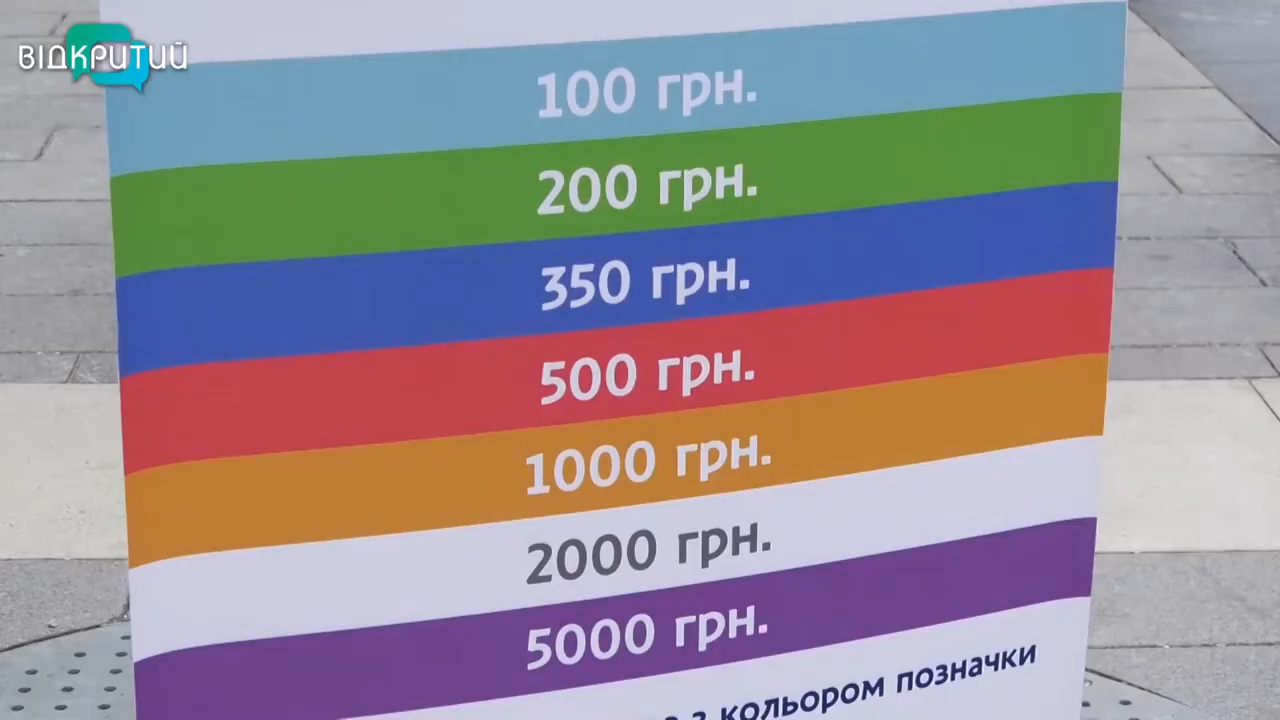 ВІДКРИТИЙ
100 грн.
200 грн.
350 грн.
500 грн.
1000 грн.
2000 грн.
5000 грн.
з кольором позначки